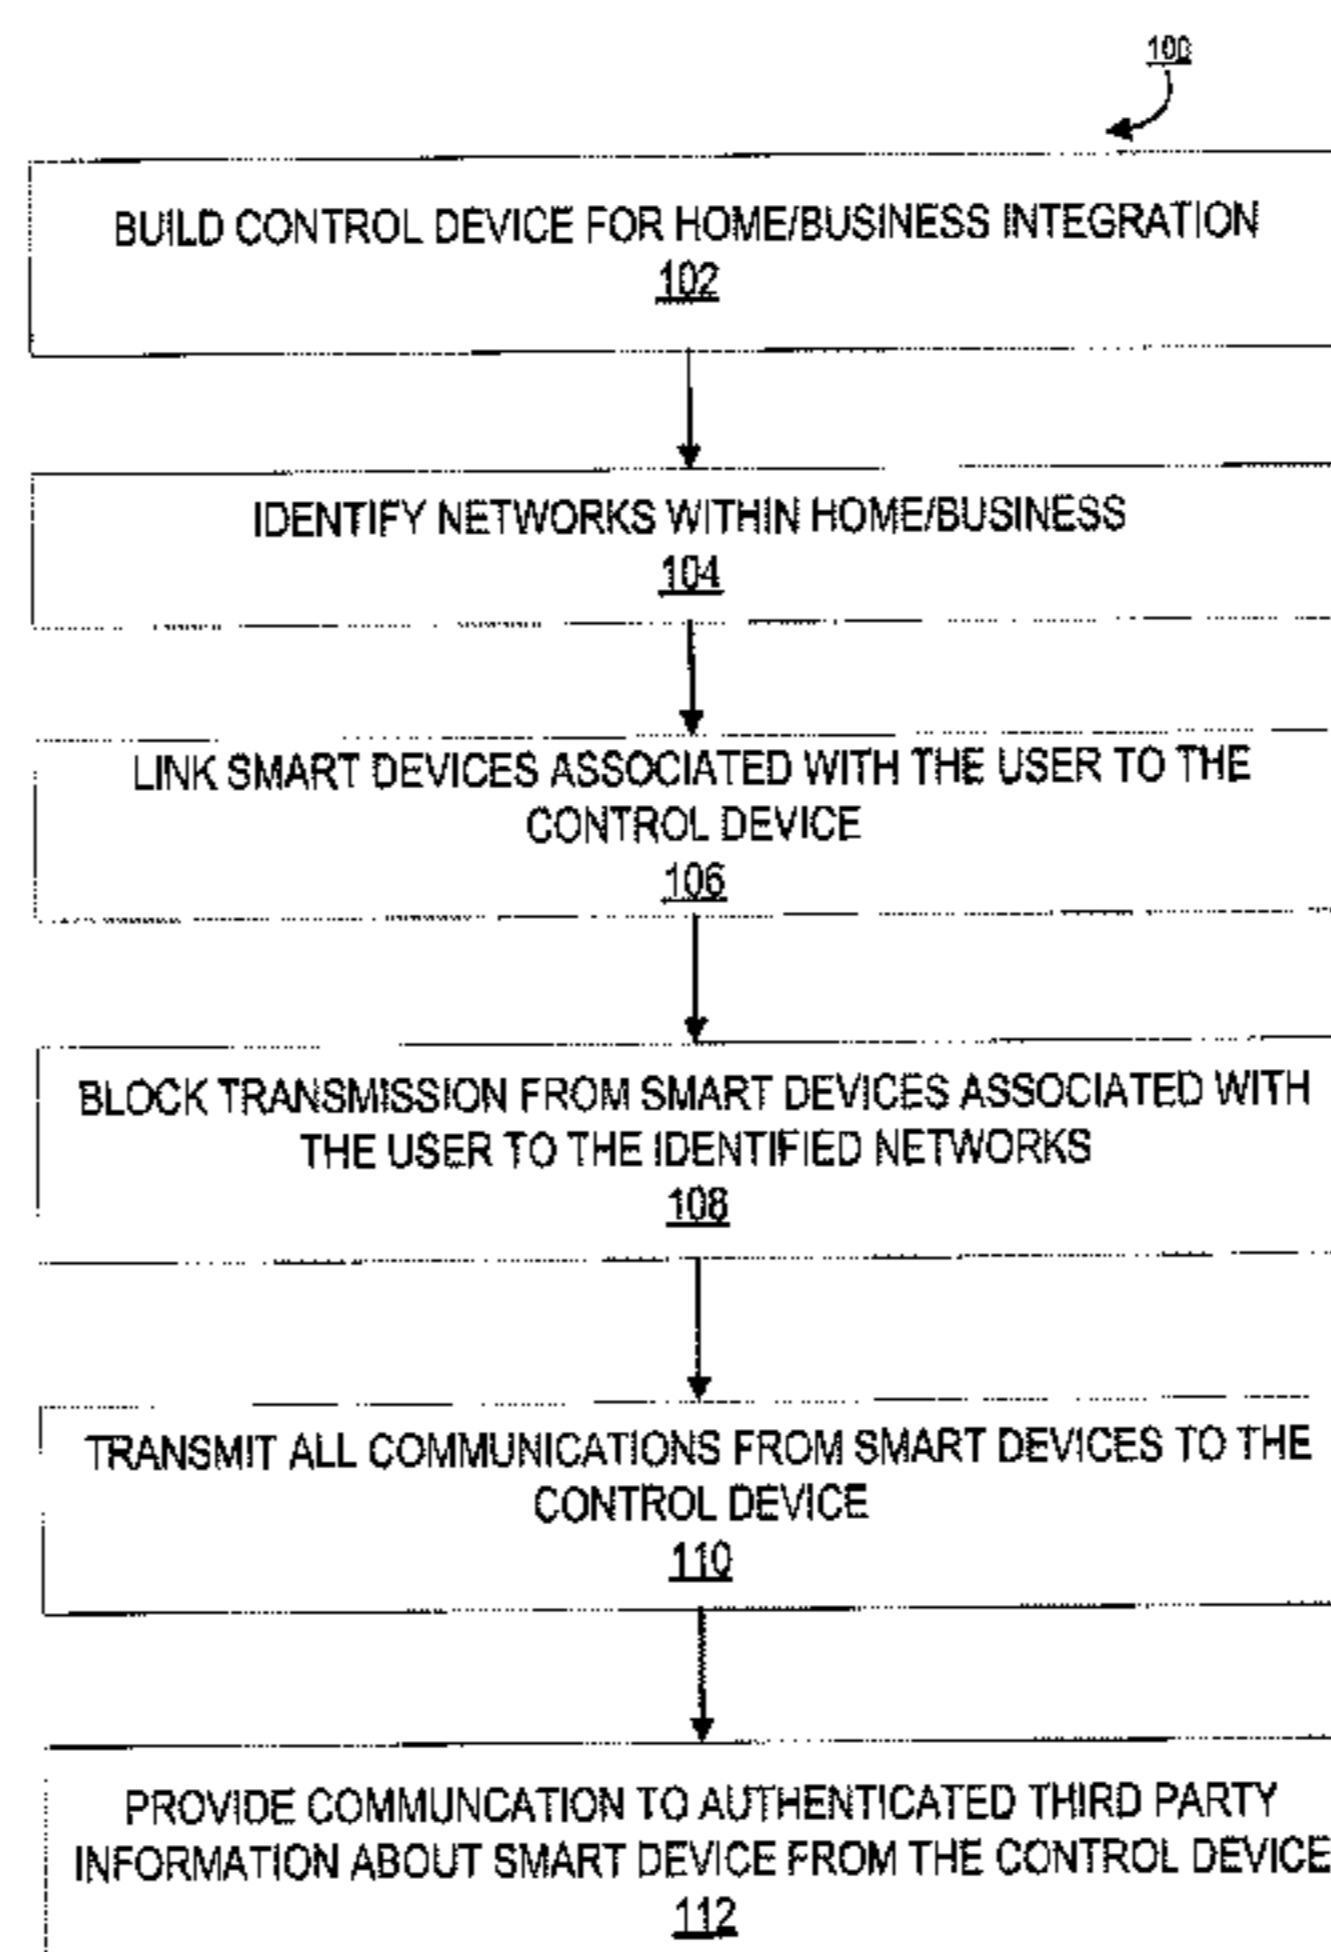 100
BUILD CONTROL DEVICE FOR HOME/BUSINESS INTEGRATION
102
IDENTIFY NETWORKS WITHIN HOME/BUSINESS
104
LINK SMART DEVICES ASSOCIATED WITH THE USER TO THE
CONTROL DEVICE
106
BLOCK TRANSMISSION FROM SMART DEVICES ASSOCIATED WITH
THE USER TO THE IDENTIFIED NETWORKS
108
TRANSMIT ALL COMMUNICATIONS FROM SMART DEVICES TO THE
CONTROL DEVICE
110
PROVIDE COMMUNCATION TO AUTHENTICATED THIRD PARTY
INFORMATION ABOUT SMART DEVICE FROM THE CONTROL DEVICE
112